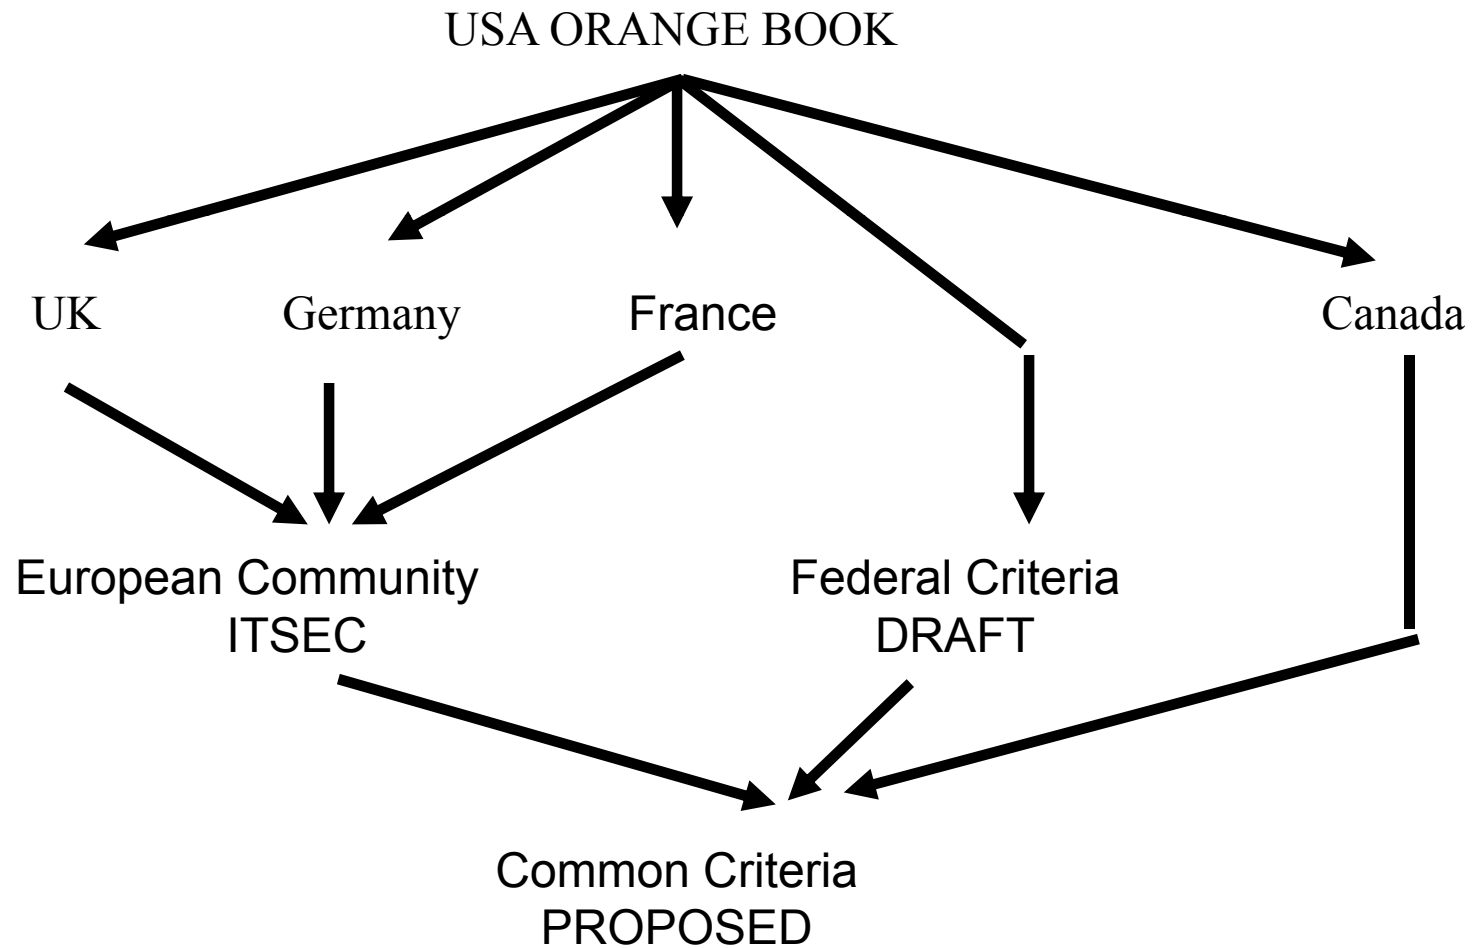 USA ORANGE BOOK
UK
Germany
France
Canada
European Community
ITSEC
Federal Criteria
DRAFT
Common Criteria
PROPOSED